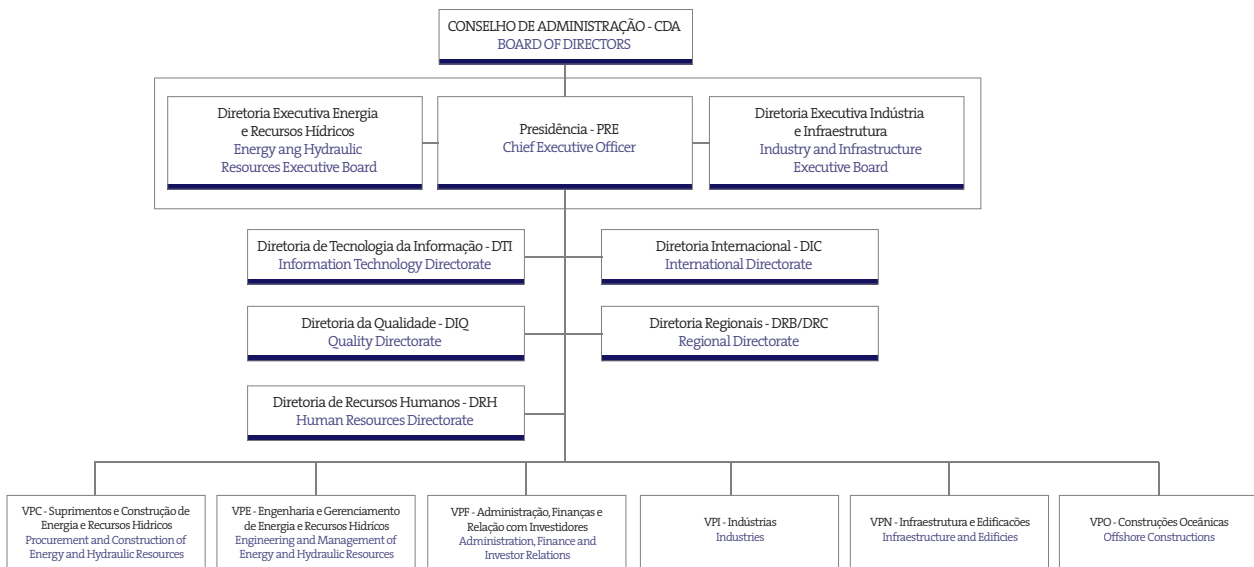 CONSELHO DE ADMINISTRAÇÃO - CDA
BOARD OF DIRECTORS
Diretoria Executiva Energia
e Recursos Hídricos
Energy ang Hydraulic
Resources Executive Board
Presidência - PRE
Chief Executive Officer
Diretoria Executiva Indústria
e Infraestrutura
Industry and Infrastructure
Executive Board
Diretoria de Tecnologia da Informação - DTI
Information Technology Directorate
Diretoria Internacional - DIC
International Directorate
Diretoria da Qualidade - DIQ
Quality Directorate
Diretoria Regionais - DRB/DRC
Regional Directorate
Diretoria de Recursos Humanos - DRH
Human Resources Directorate
VPC - Suprimentos e Construção de
Energia e Recursos Hidricos
Procurement and Construction of
Energy and Hydraulic Resources
VPE - Engenharia e Gerenciamento
de Energia e Recursos Hidrícos
Engineering and Management of
Energy and Hydraulic Resources
VPF - Administração, Finanças e
Relação com Investidores
Administration, Finance and
Investor Relations
VPI - Indústrias
Industries
VPN - Infraestrutura e Edificacões
Infraestructure and Edificies
VPO - Construções Oceânicas
Offshore Constructions